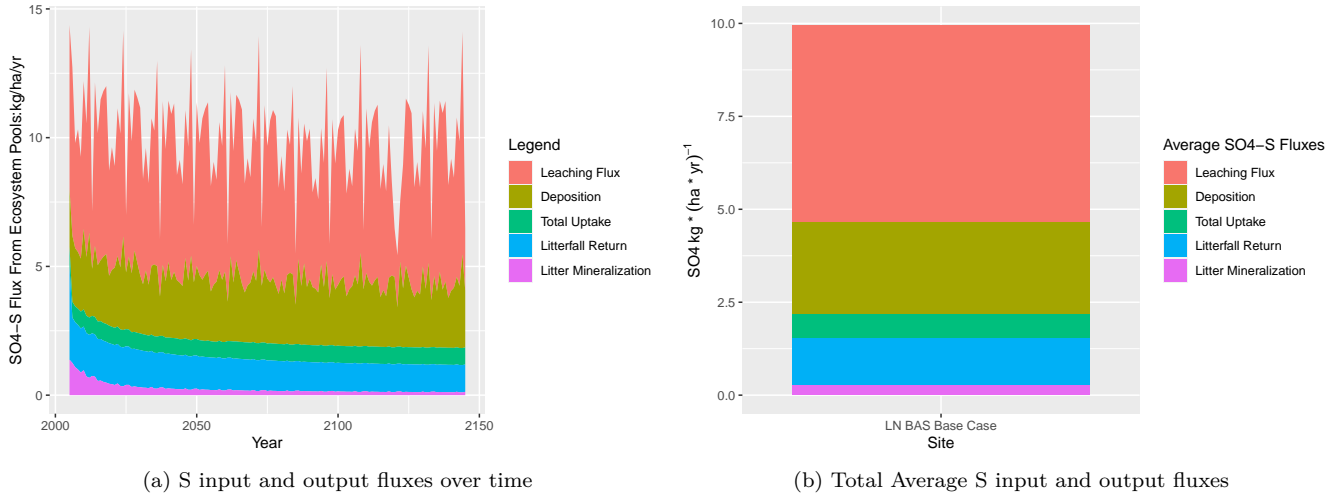 SO4−S Flux From Ecosystem Pools:kg/ha/yr
15
10
5
0
2000 2050 2100 2150
Year
Legend
Leaching Flux
Deposition
Total Uptake
Litterfall Return
Litter Mineralization
(a) S input and output fluxes over time
SO4 kg * (ha * yr)⁻¹
10.0
7.5
5.0
2.5
0.0
LN BAS Base Case
Site
Average SO4−S Fluxes
Leaching Flux
Deposition
Total Uptake
Litterfall Return
Litter Mineralization
(b) Total Average S input and output fluxes